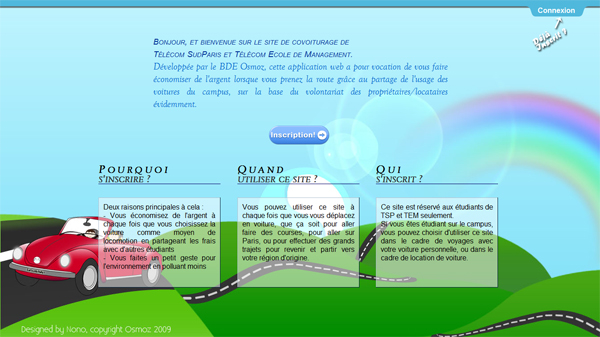 Connexion
Déjà inscrit ?
Bonjour, et bienvenue sur le site de covoiturage de
Télécom SudParis et Télécom Ecole de Management.
Développée par le BDE Osmoz, cette application web a pour vocation de vous faire
économiser de l'argent lorsque vous prenez la route grâce au partage de l'usage des
voitures du campus, sur la base du volontariat des propriétaires/locataires
évidemment.
Inscription!
Pourquoi
s'inscrire ?
Deux raisons principales à cela :
- Vous économisez de l'argent à
chaque fois que vous choisissez la
voiture comme moyen de
locomotion en partageant les frais
avec d'autres étudiants
- Vous faites un petit geste pour
l'environnement en polluant moins
Quand
utiliser ce site ?
Vous pouvez utiliser ce site à
chaque fois que vous vous déplacez
en voiture, que ça soit pour aller
faire des courses, pour aller sur
Paris, ou pour effectuer des grands
trajets pour revenir et partir vers
votre région d'origine.
Qui
s'inscrit ?
Ce site est réservé aux étudiants de
TSP et TEM seulement.
Si vous êtes étudiant sur le campus,
vous pouvez choisir d'utiliser ce site
dans le cadre de voyages avec
votre voiture personnelle, ou dans le
cadre de location de voiture.
Designed by Nono, copyright Osmoz 2009